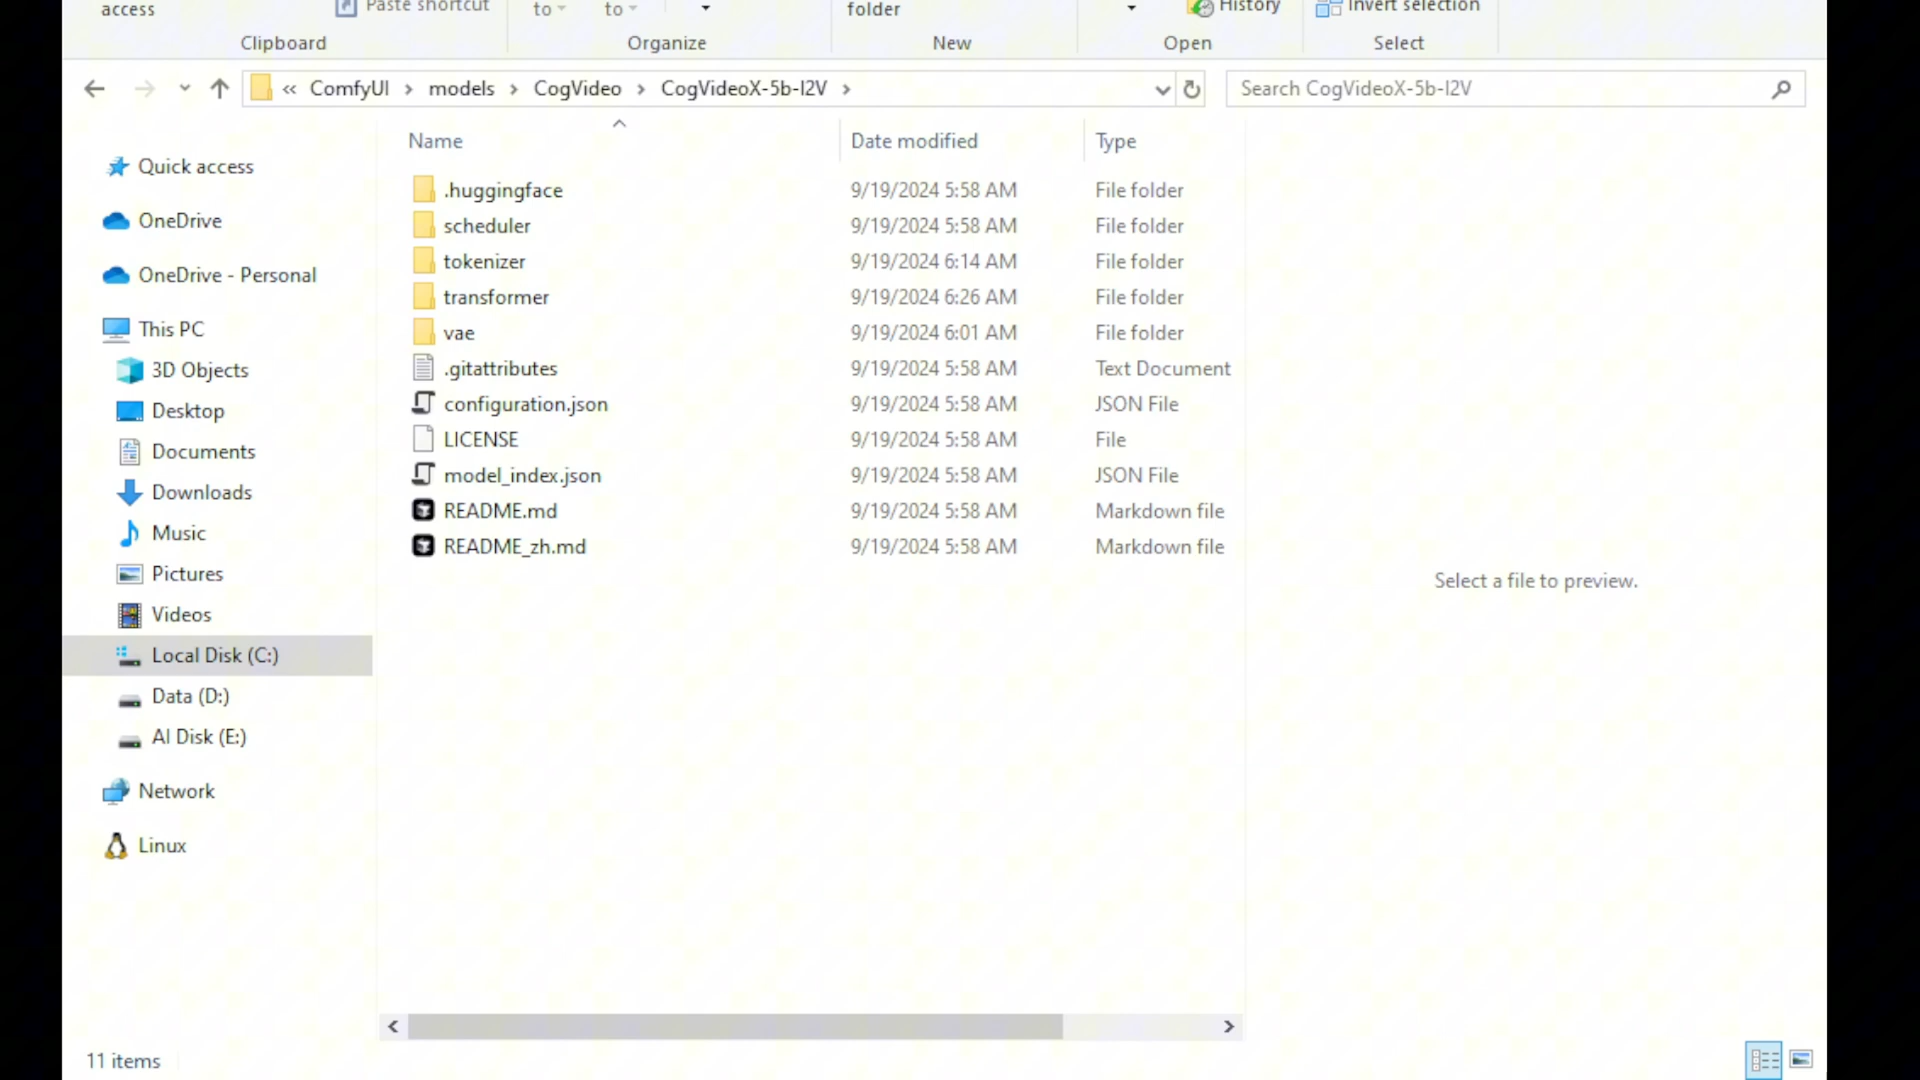 access
Paste shortcut
to
to
folder
History
Invert selection
Clipboard
Organize
New
Open
Select
« ComfyUI > models > CogVideo > CogVideoX-5b-I2V >
Search CogVideoX-5b-I2V
Name
Date modified
Type
Quick access
OneDrive
OneDrive - Personal
This PC
3D Objects
Desktop
Documents
Downloads
Music
Pictures
Videos
Local Disk (C:)
Data (D:)
AI Disk (E:)
Network
Linux
.huggingface 9/19/2024 5:58 AM File folder
scheduler 9/19/2024 5:58 AM File folder
tokenizer 9/19/2024 6:14 AM File folder
transformer 9/19/2024 6:26 AM File folder
vae 9/19/2024 6:01 AM File folder
.gitattributes 9/19/2024 5:58 AM Text Document
configuration.json 9/19/2024 5:58 AM JSON File
LICENSE 9/19/2024 5:58 AM File
model_index.json 9/19/2024 5:58 AM JSON File
README.md 9/19/2024 5:58 AM Markdown file
README_zh.md 9/19/2024 5:58 AM Markdown file
Select a file to preview.
11 items